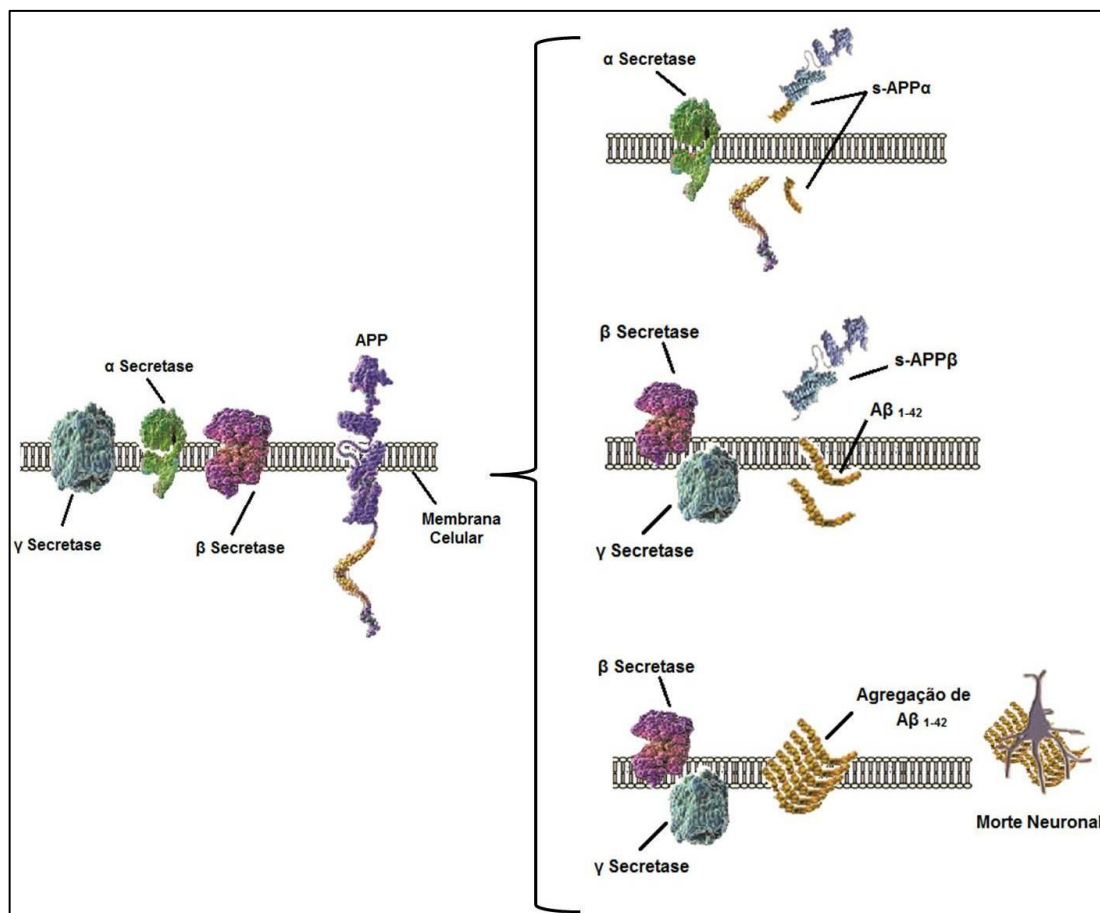 α Secretase
s-APPα
β Secretase
s-APPβ
Aβ 1-42
γ Secretase
APP
α Secretase
γ Secretase
β Secretase
Membrana
Celular
β Secretase
Agregação de
Aβ 1-42
γ Secretase
Morte Neuronal